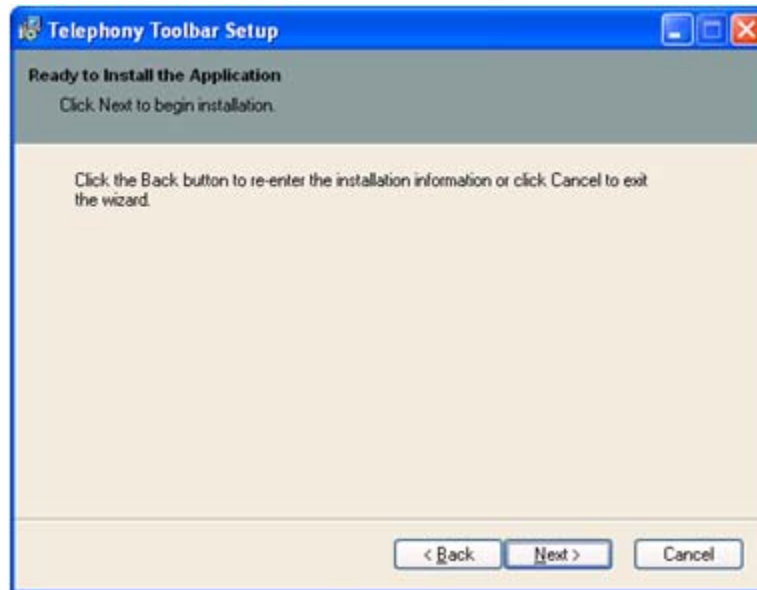 Telephony Toolbar Setup
Ready to Install the Application
Click Next to begin installation.
Click the Back button to re-enter the installation information or click Cancel to exit
the wizard.
< Back Next > Cancel